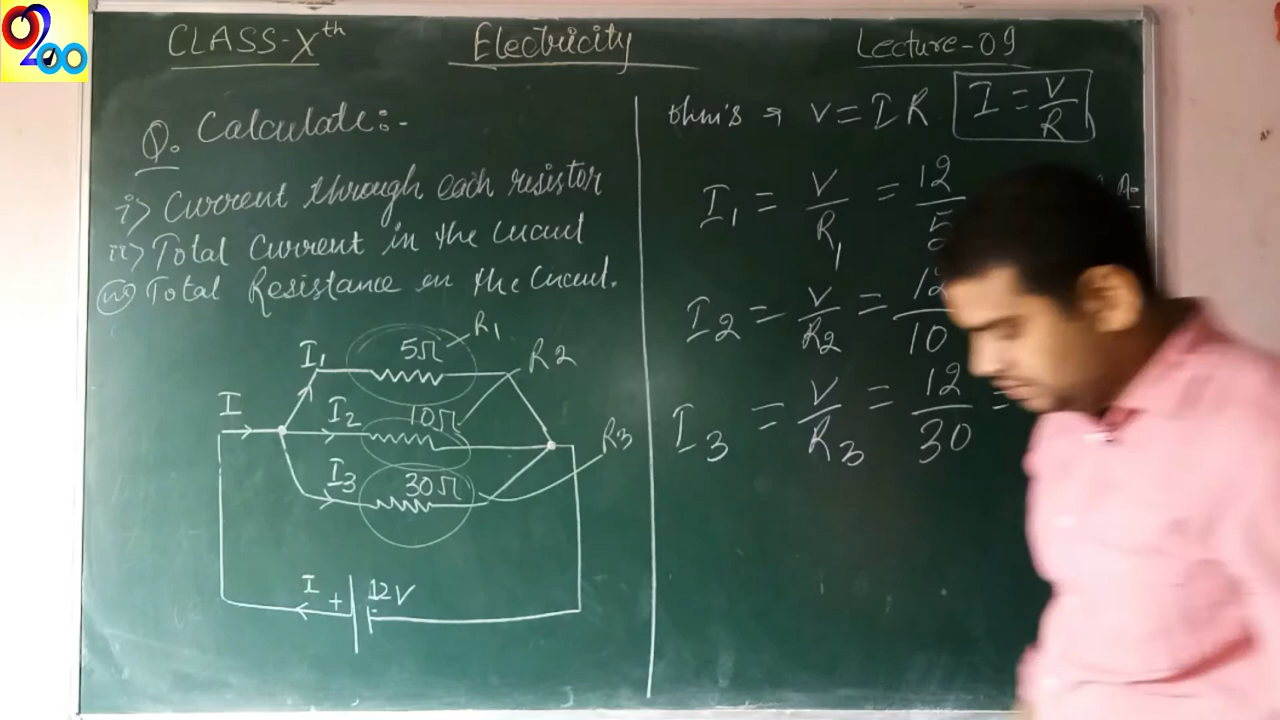 0200
CLASS-Xth
Electricity
Lecture-09
Q. Calculate:-
i) Current through each resistor
ii) Total Current in the Circuit
iii) Total Resistance in the Circuit.
R1
5Ω
I1
R2
I
I2
10Ω
R3
I3
30Ω
I
+
12V
-
Ohm's → V = IR
I = V/R
I1 = V/R1 = 12/5
I2 = V/R2 = 12/10
I3 = V/R3 = 12/30 =